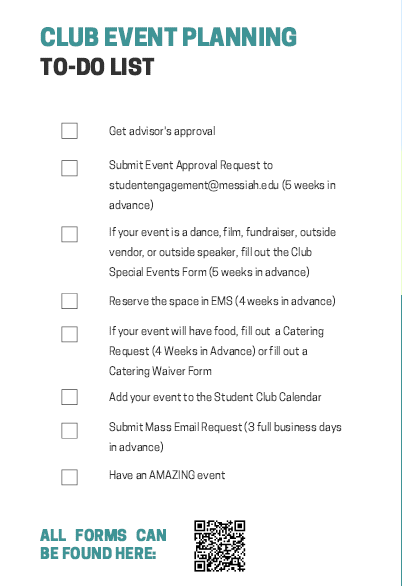 CLUB EVENT PLANNING
TO-DO LIST
Get advisor's approval
Submit Event Approval Request to
studentengagement@messiah.edu (5 weeks in
advance)
If your event is a dance, film, fundraiser, outside
vendor, or outside speaker, fill out the Club
Special Events Form (5 weeks in advance)
Reserve the space in EMS (4 weeks in advance)
If your event will have food, fill out a Catering
Request (4 Weeks in Advance) or fill out a
Catering Waiver Form
Add your event to the Student Club Calendar
Submit Mass Email Request (3 full business days
in advance)
Have an AMAZING event
ALL FORMS CAN
BE FOUND HERE: